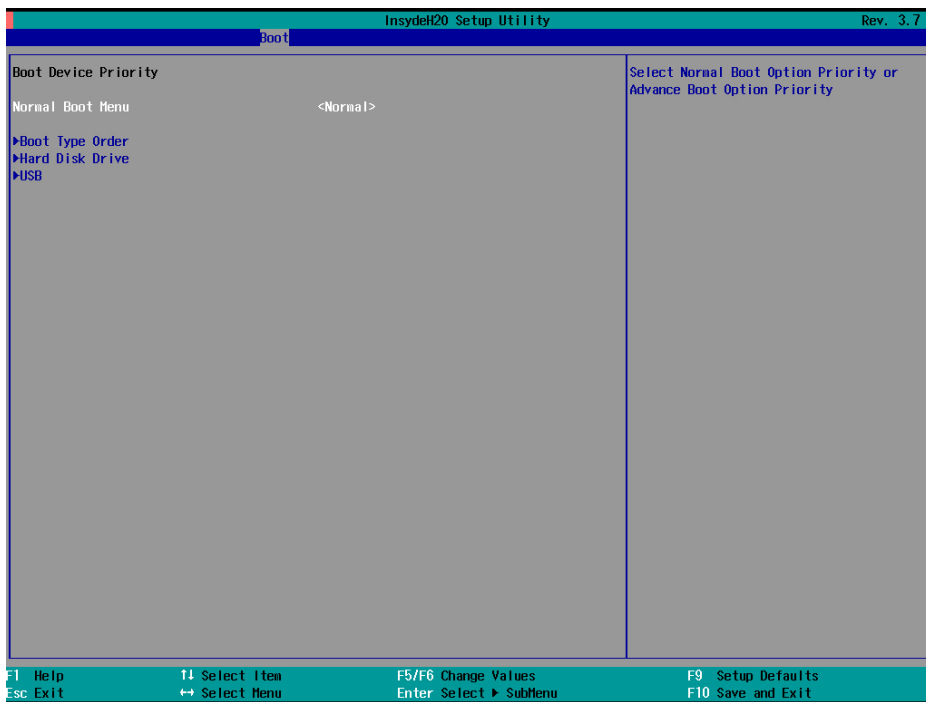 InsydeH20 Setup Utility Rev. 3.7
Boot
Boot Device Priority
Normal Boot Menu <Normal>
▶Boot Type Order
▶Hard Disk Drive
▶USB
Select Normal Boot Option Priority or
Advance Boot Option Priority
F1 Help ↑↓ Select Item F5/F6 Change Values F9 Setup Defaults
Esc Exit ↔ Select Menu Enter Select ▶ SubMenu F10 Save and Exit